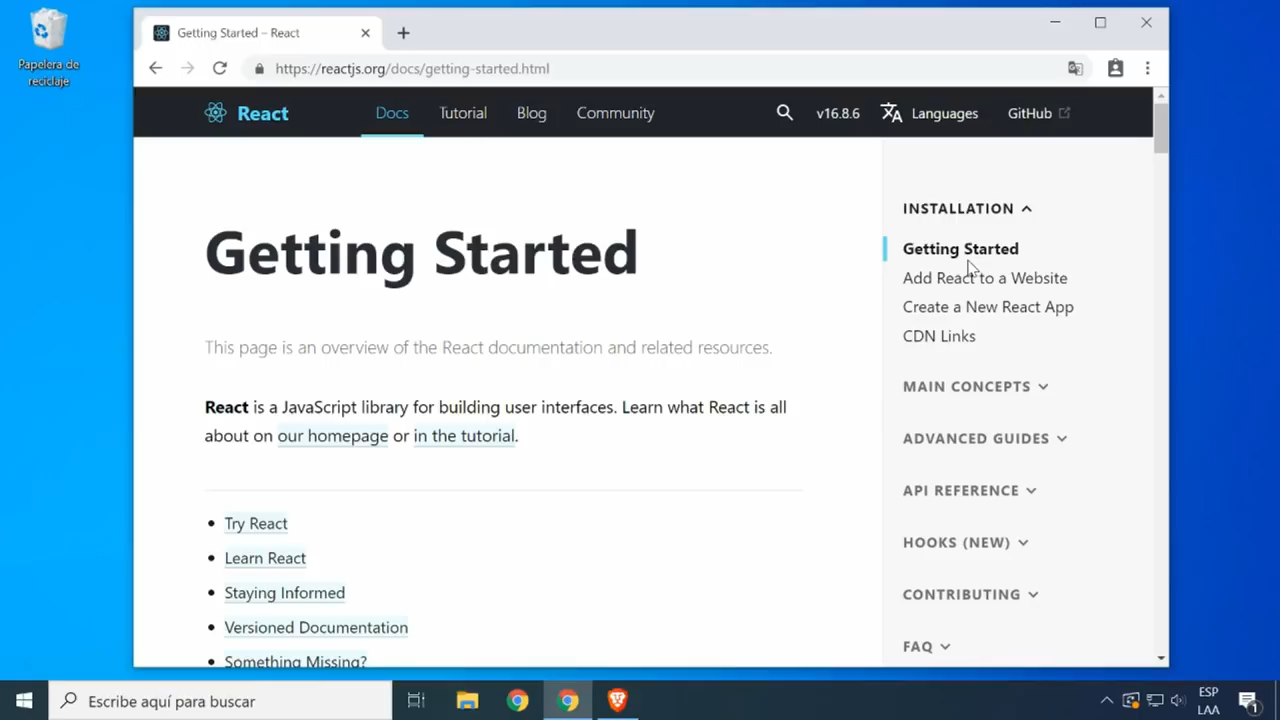 Papelera de
reciclaje
Getting Started – React
https://reactjs.org/docs/getting-started.html
React
Docs
Tutorial
Blog
Community
v16.8.6
Languages
GitHub
Getting Started
This page is an overview of the React documentation and related resources.
React is a JavaScript library for building user interfaces. Learn what React is all
about on our homepage or in the tutorial.
• Try React
• Learn React
• Staying Informed
• Versioned Documentation
• Something Missing?
INSTALLATION
Getting Started
Add React to a Website
Create a New React App
CDN Links
MAIN CONCEPTS
ADVANCED GUIDES
API REFERENCE
HOOKS (NEW)
CONTRIBUTING
FAQ
Escribe aquí para buscar
ESP
LAA
1